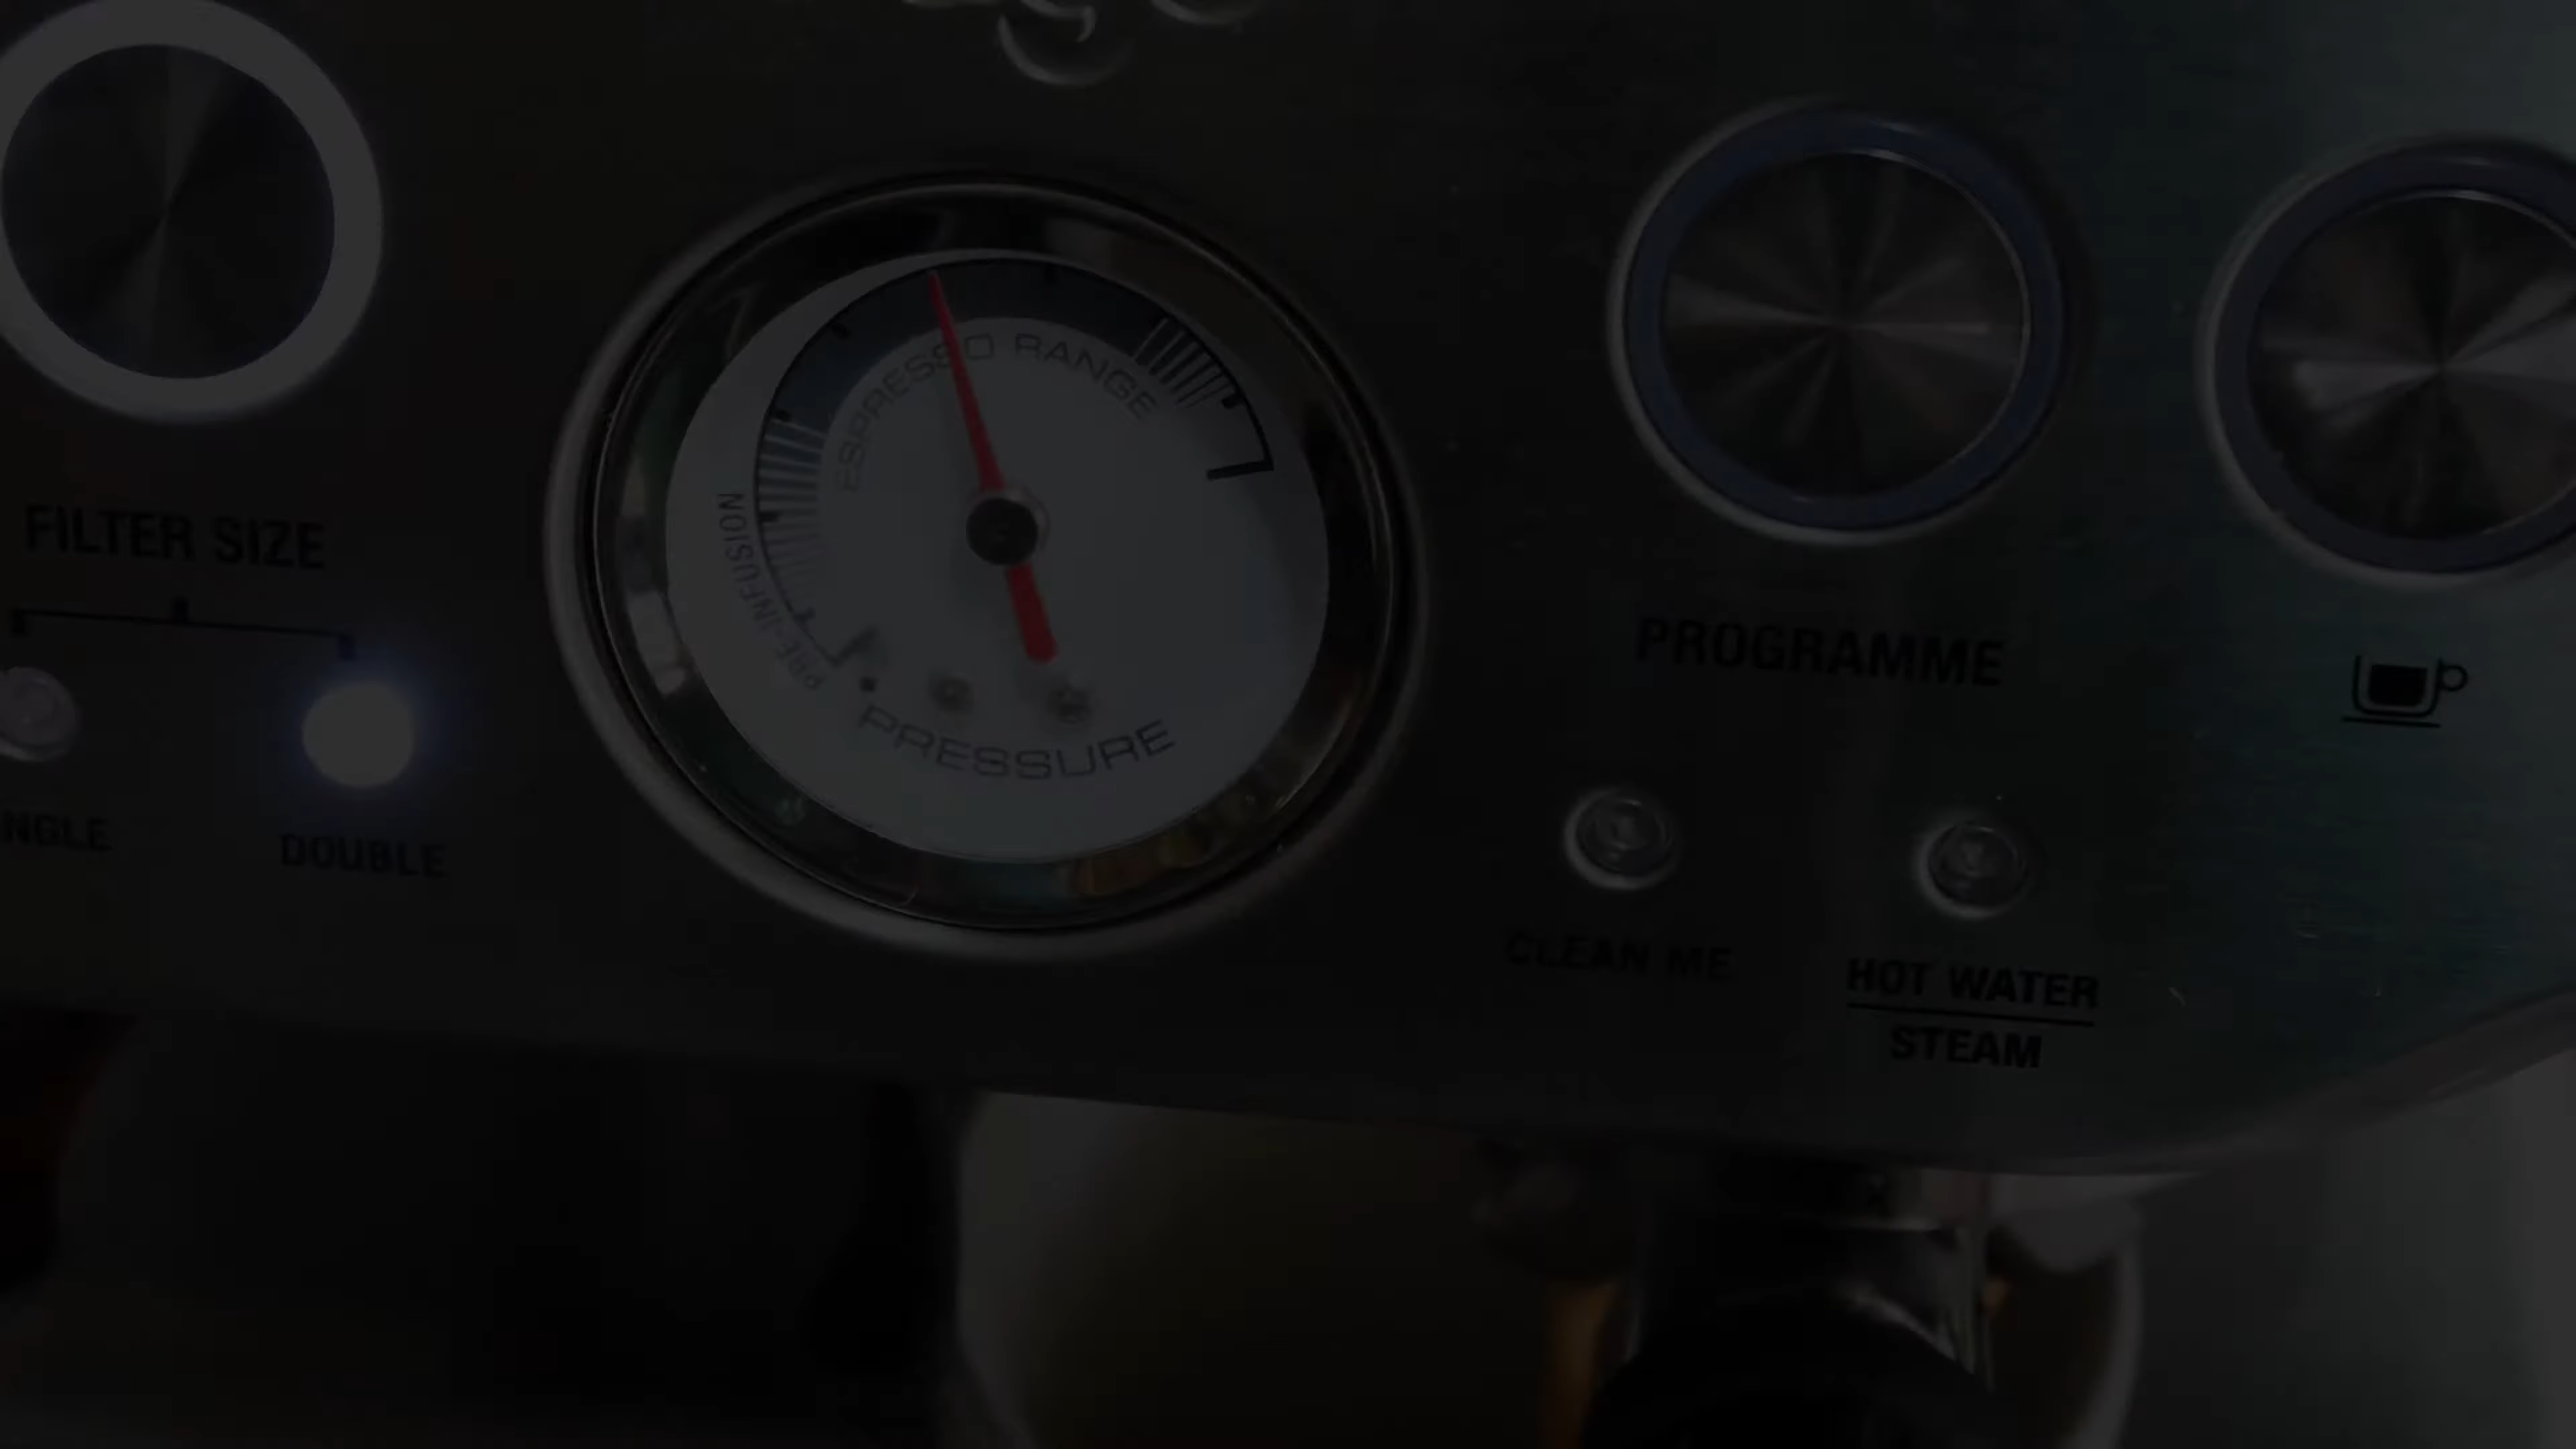 FILTER SIZE
NGLE
DOUBLE
ESPRESSO RANGE
PRE-INFUSION
PRESSURE
PROGRAMME
CLEAN ME
HOT WATER
STEAM